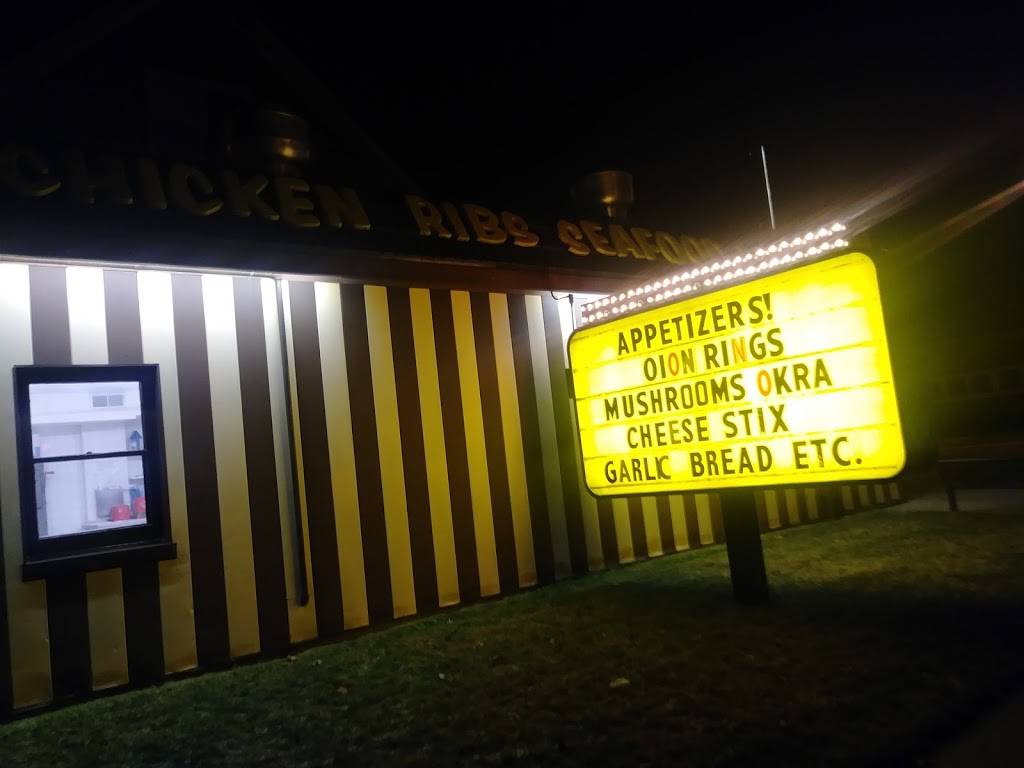 CHICKEN RIBS SEAFOOD
APPETIZERS!
OION RINGS
MUSHROOMS OKRA
CHEESE STIX
GARLIC BREAD ETC.